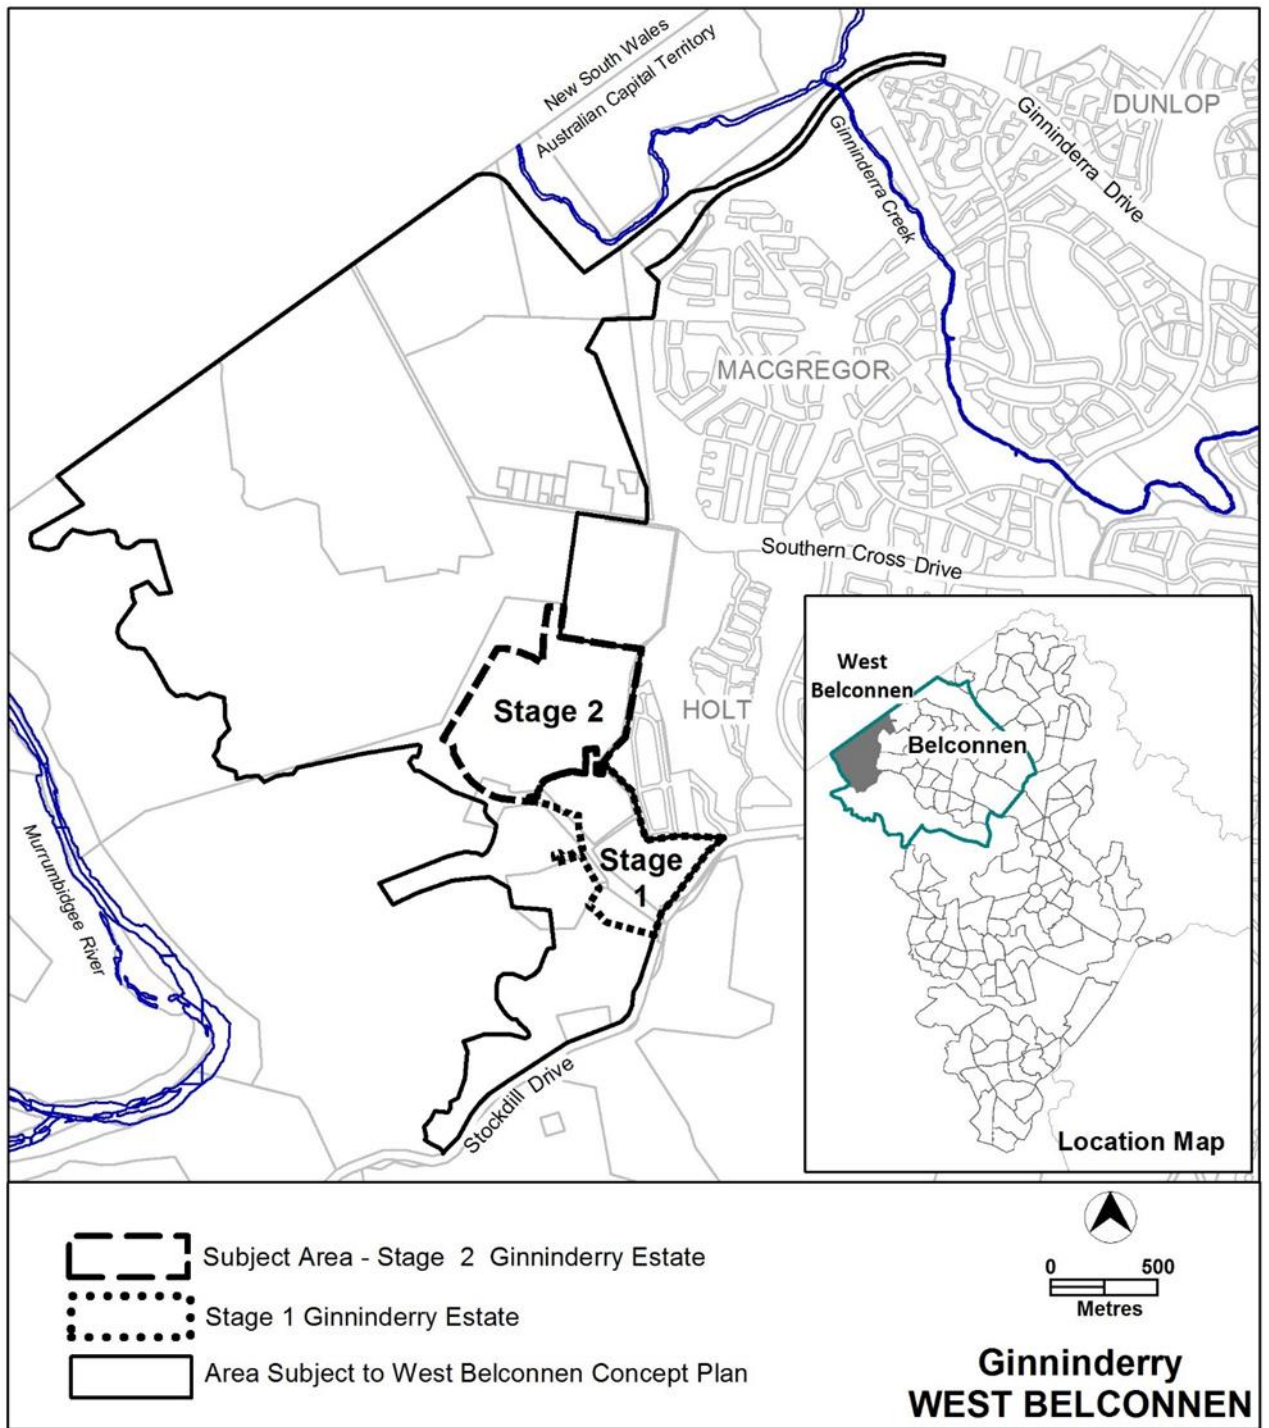 New South Wales
Australian Capital Territory
DUNLOP
Ginninderra Drive
Ginninderra Creek
MACGREGOR
Southern Cross Drive
West
Belconnen
Belconnen
Stage 2
HOLT
Stage
1
Murrumbidgee River
Stockdill Drive
Location Map
Subject Area - Stage 2 Ginninderry Estate
Stage 1 Ginninderry Estate
Area Subject to West Belconnen Concept Plan
0 500
Metres
Ginninderry
WEST BELCONNEN